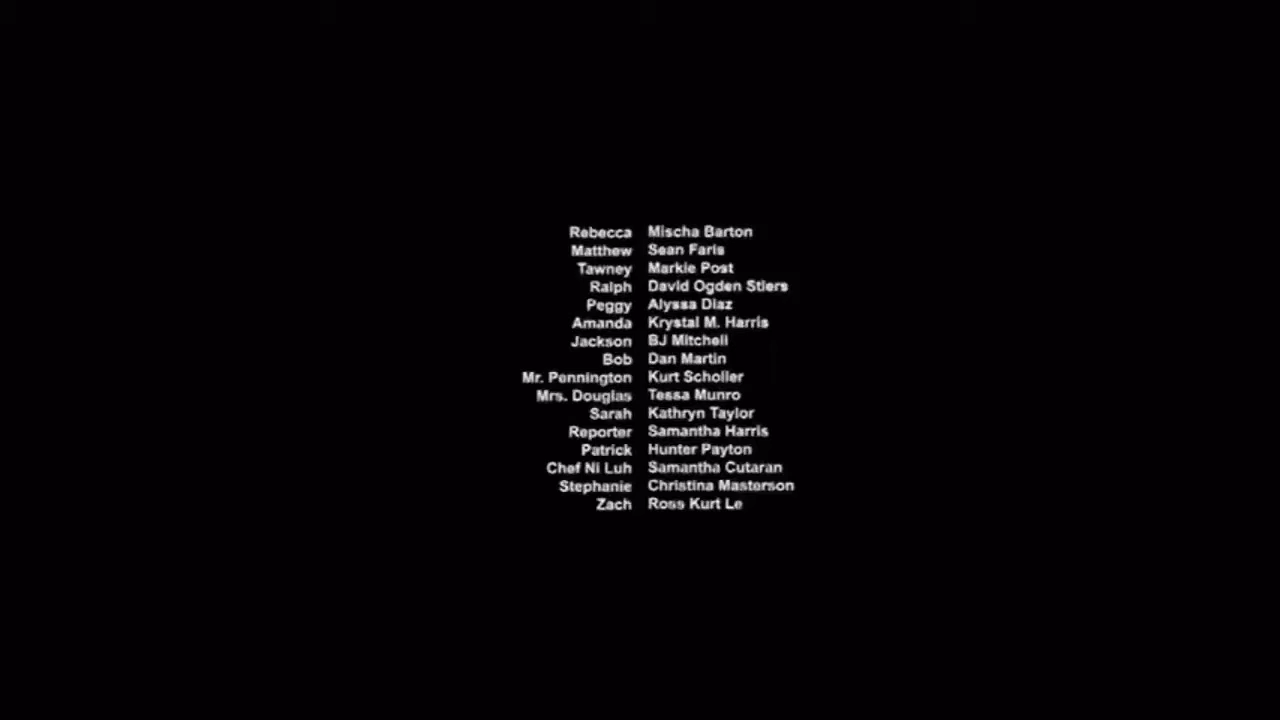 Rebecca Mischa Barton
Matthew Sean Faris
Tawney Markie Post
Ralph David Ogden Stiers
Peggy Alyssa Diaz
Amanda Krystal M. Harris
Jackson BJ Mitchell
Bob Dan Martin
Mr. Pennington Kurt Scholler
Mrs. Douglas Tessa Munro
Sarah Kathryn Taylor
Reporter Samantha Harris
Patrick Hunter Payton
Chef Ni Luh Samantha Cutaran
Stephanie Christina Masterson
Zach Ross Kurt Le